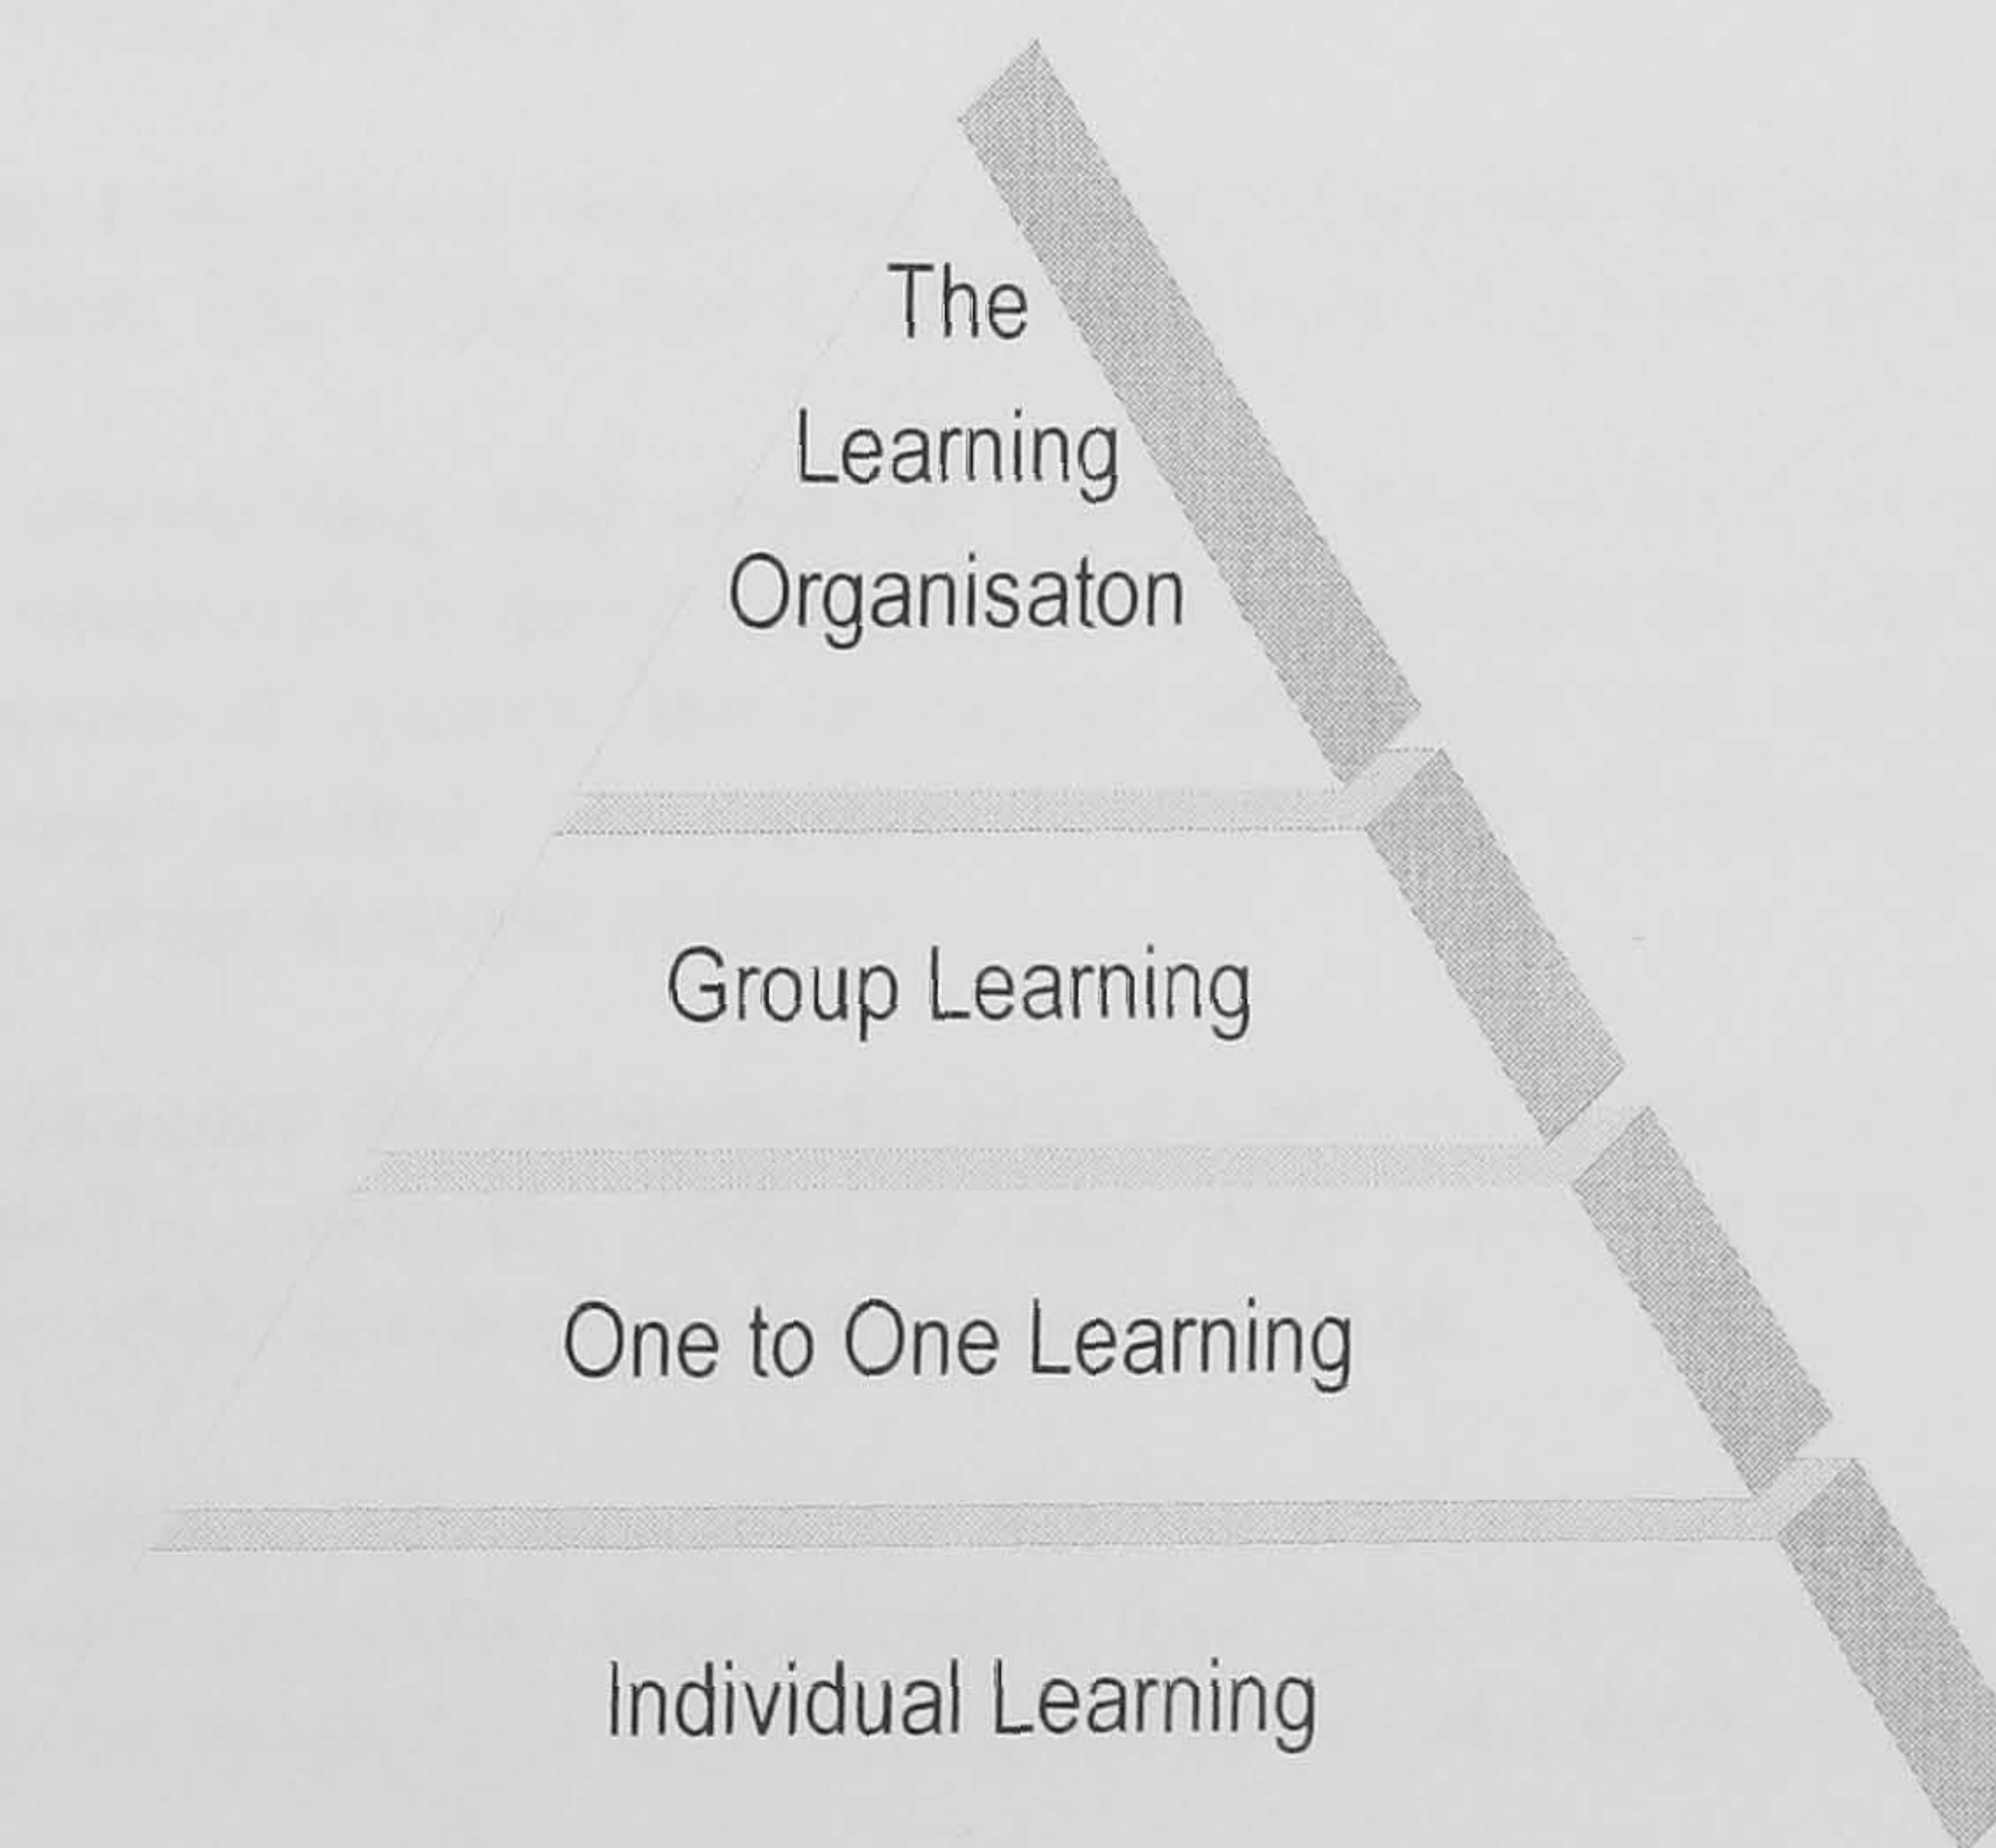 The
Learning
Organisaton
Group Learning
One to One Learning
Individual Learning